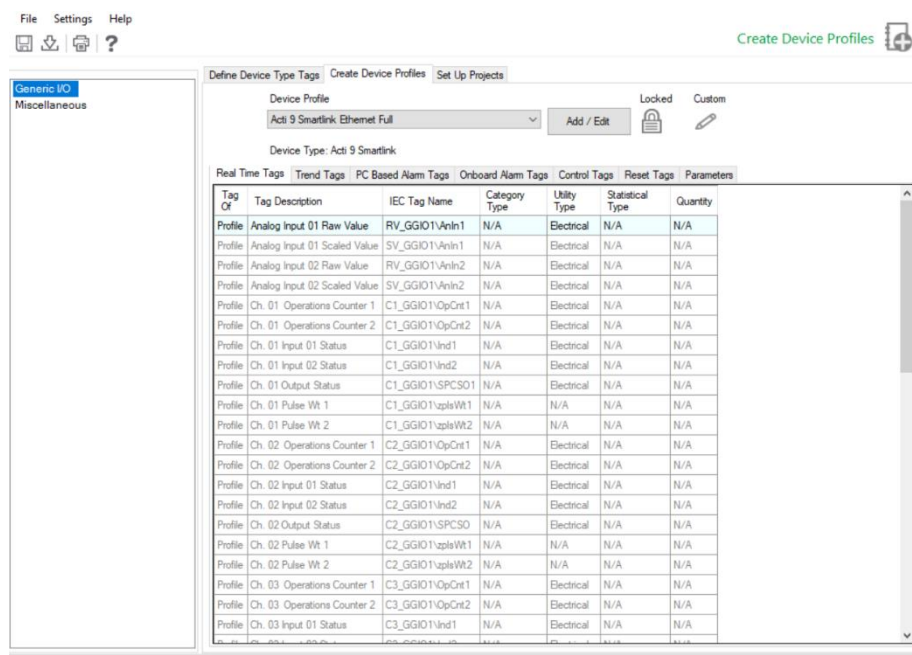 File Settings Help
Create Device Profiles
Generic I/O
Miscellaneous
Define Device Type Tags Create Device Profiles Set Up Projects
Device Profile Locked Custom
Acti 9 Smartlink Ethernet Full Add / Edit
Device Type: Acti 9 Smartlink
Real Time Tags Trend Tags PC Based Alarm Tags Onboard Alarm Tags Control Tags Reset Tags Parameters
Tag Of Tag Description IEC Tag Name Category Type Utility Type Statistical Type Quantity
Profile Analog Input 01 Raw Value RV_GGIO1\AnIn1 N/A Electrical N/A N/A
Profile Analog Input 01 Scaled Value SV_GGIO1\AnIn1 N/A Electrical N/A N/A
Profile Analog Input 02 Raw Value RV_GGIO1\AnIn2 N/A Electrical N/A N/A
Profile Analog Input 02 Scaled Value SV_GGIO1\AnIn2 N/A Electrical N/A N/A
Profile Ch. 01 Operations Counter 1 C1_GGIO1\OpCnt1 N/A Electrical N/A N/A
Profile Ch. 01 Operations Counter 2 C1_GGIO1\OpCnt2 N/A Electrical N/A N/A
Profile Ch. 01 Input 01 Status C1_GGIO1\Ind1 N/A Electrical N/A N/A
Profile Ch. 01 Input 02 Status C1_GGIO1\Ind2 N/A Electrical N/A N/A
Profile Ch. 01 Output Status C1_GGIO1\SPCSO1 N/A Electrical N/A N/A
Profile Ch. 01 Pulse Wt 1 C1_GGIO1\zplsWt1 N/A N/A N/A N/A
Profile Ch. 01 Pulse Wt 2 C1_GGIO1\zplsWt2 N/A N/A N/A N/A
Profile Ch. 02 Operations Counter 1 C2_GGIO1\OpCnt1 N/A Electrical N/A N/A
Profile Ch. 02 Operations Counter 2 C2_GGIO1\OpCnt2 N/A Electrical N/A N/A
Profile Ch. 02 Input 01 Status C2_GGIO1\Ind1 N/A Electrical N/A N/A
Profile Ch. 02 Input 02 Status C2_GGIO1\Ind2 N/A Electrical N/A N/A
Profile Ch. 02 Output Status C2_GGIO1\SPCSO N/A Electrical N/A N/A
Profile Ch. 02 Pulse Wt 1 C2_GGIO1\zplsWt1 N/A N/A N/A N/A
Profile Ch. 02 Pulse Wt 2 C2_GGIO1\zplsWt2 N/A N/A N/A N/A
Profile Ch. 03 Operations Counter 1 C3_GGIO1\OpCnt1 N/A Electrical N/A N/A
Profile Ch. 03 Operations Counter 2 C3_GGIO1\OpCnt2 N/A Electrical N/A N/A
Profile Ch. 03 Input 01 Status C3_GGIO1\Ind1 N/A Electrical N/A N/A